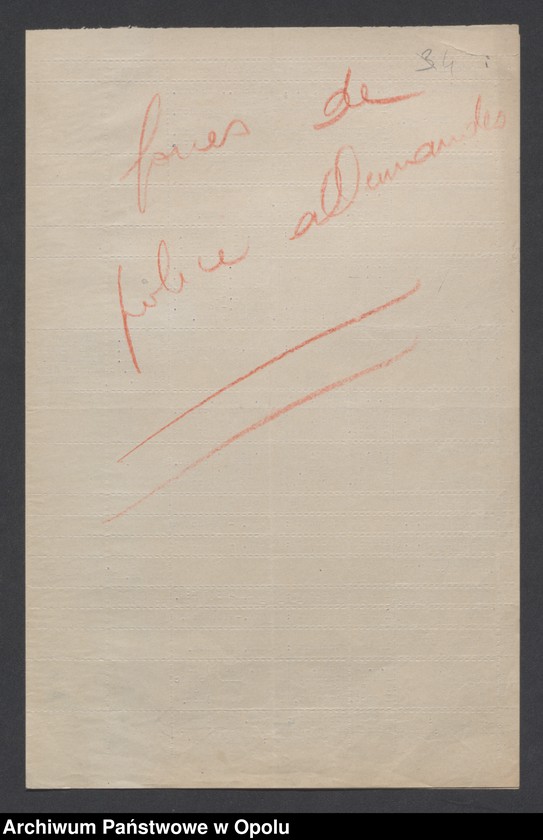 34
forces de
police allemandes
Archiwum Państwowe w Opolu